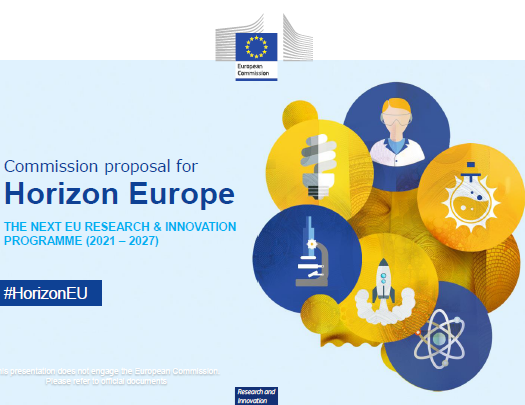 European
Commission
Commission proposal for
Horizon Europe
THE NEXT EU RESEARCH & INNOVATION
PROGRAMME (2021 – 2027)
#HorizonEU
presentation does not engage the European Commission.
Please refer to official documents
Research and
Innovation